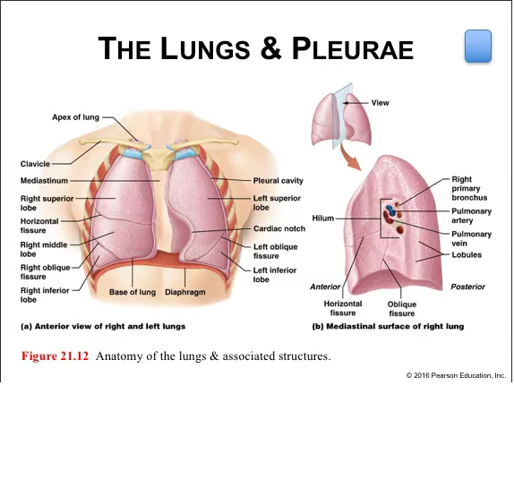 THE LUNGS & PLEURAE
Apex of lung
Clavicle
Mediastinum
Right superior
lobe
Horizontal
fissure
Right middle
lobe
Right oblique
fissure
Right inferior
lobe
Base of lung
Diaphragm
Pleural cavity
Left superior
lobe
Cardiac notch
Left oblique
fissure
Left inferior
lobe
(a) Anterior view of right and left lungs
View
Hilum
Right
primary
bronchus
Pulmonary
artery
Pulmonary
vein
Lobules
Anterior
Posterior
Horizontal
fissure
Oblique
fissure
(b) Mediastinal surface of right lung
Figure 21.12 Anatomy of the lungs & associated structures.
© 2016 Pearson Education, Inc.